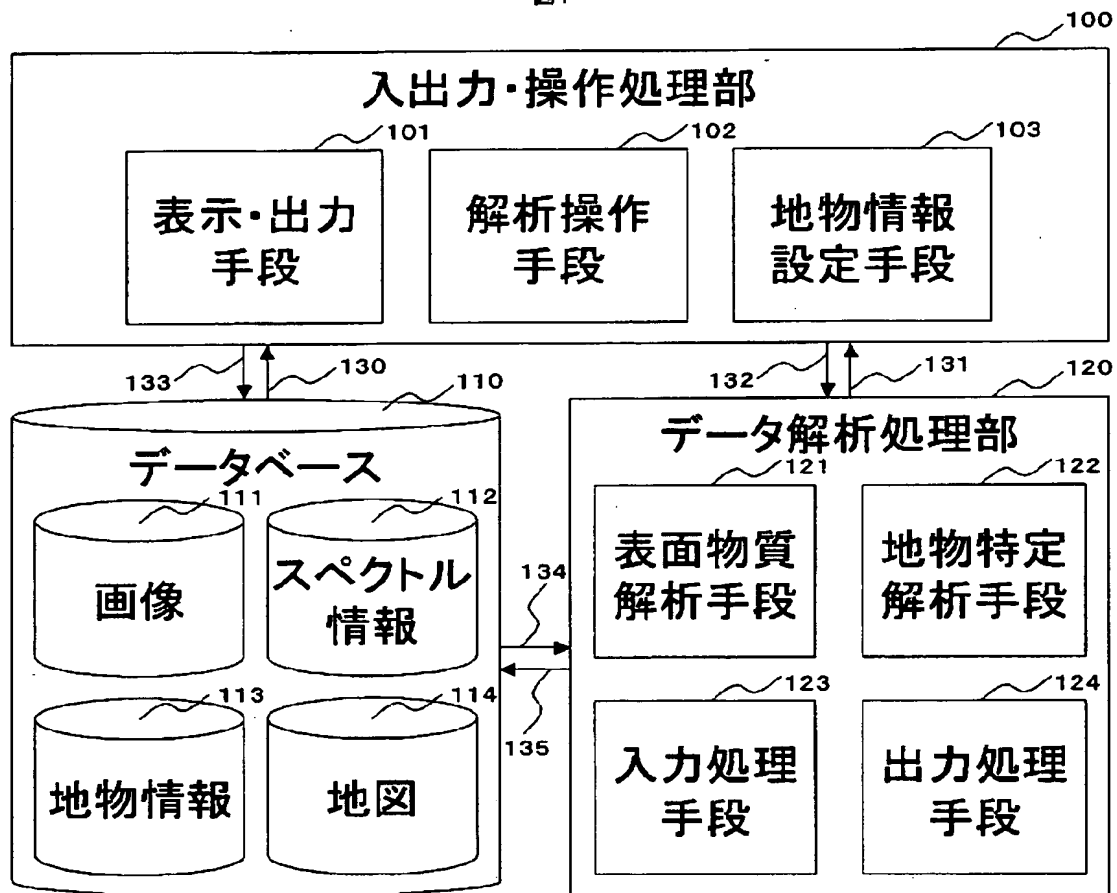 100
入出力・操作処理部
101
102
103
表示・出力
手段
解析操作
手段
地物情報
設定手段
133
130
132
131
110
120
データベース
データ解析処理部
111
112
121
122
画像
スペクトル
情報
表面物質
解析手段
地物特定
解析手段
134
135
113
114
123
124
地物情報
地図
入力処理
手段
出力処理
手段